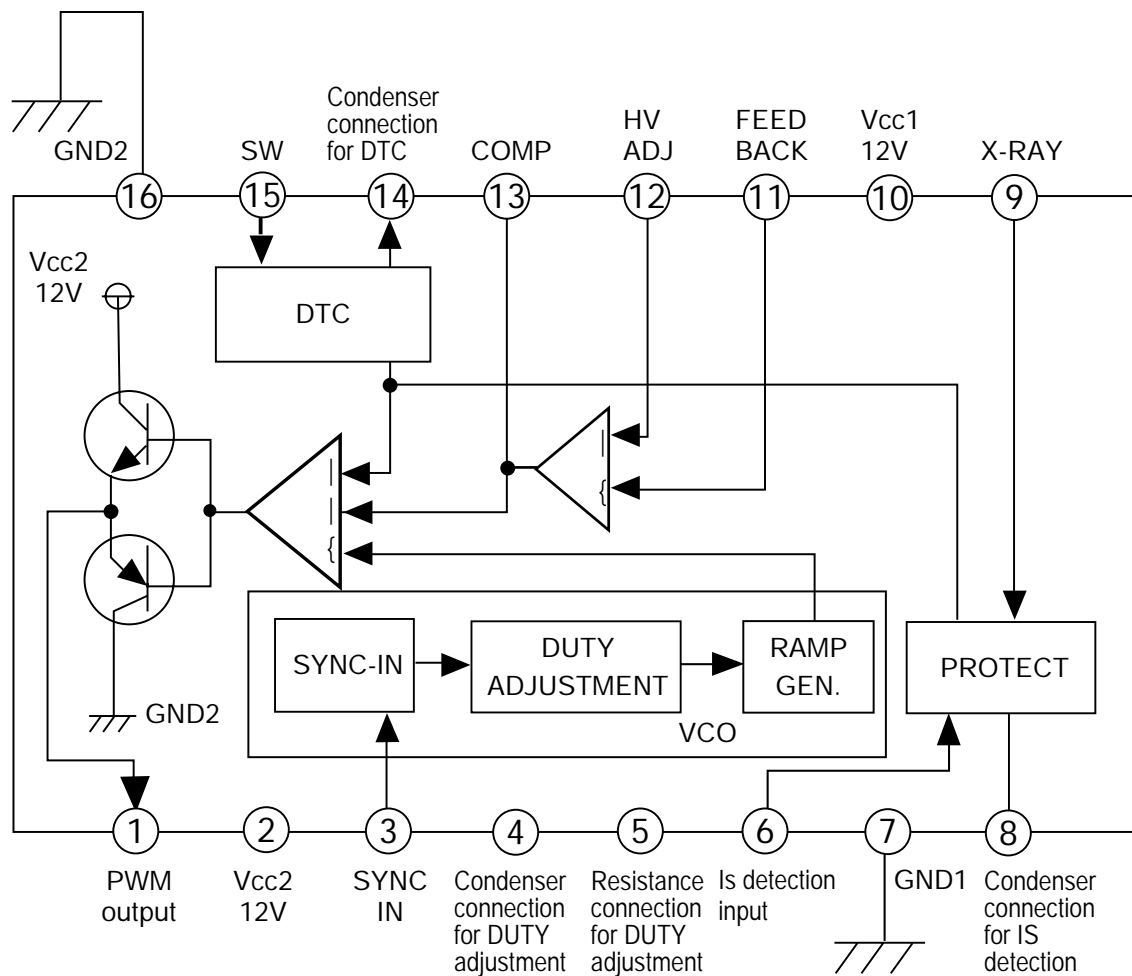 GND2
SW
Condenser
connection
for DTC
COMP
HV
ADJ
FEED
BACK
Vcc1
12V
X-RAY
16
15
14
13
12
11
10
9
Vcc2
12V
DTC
|
{
|
|
{
SYNC-IN
DUTY
ADJUSTMENT
RAMP
GEN.
VCO
PROTECT
GND2
1
2
3
4
5
6
7
8
PWM
output
Vcc2
12V
SYNC
IN
Condenser
connection
for DUTY
adjustment
Resistance
connection
for DUTY
adjustment
Is detection
input
GND1
Condenser
connection
for IS
detection